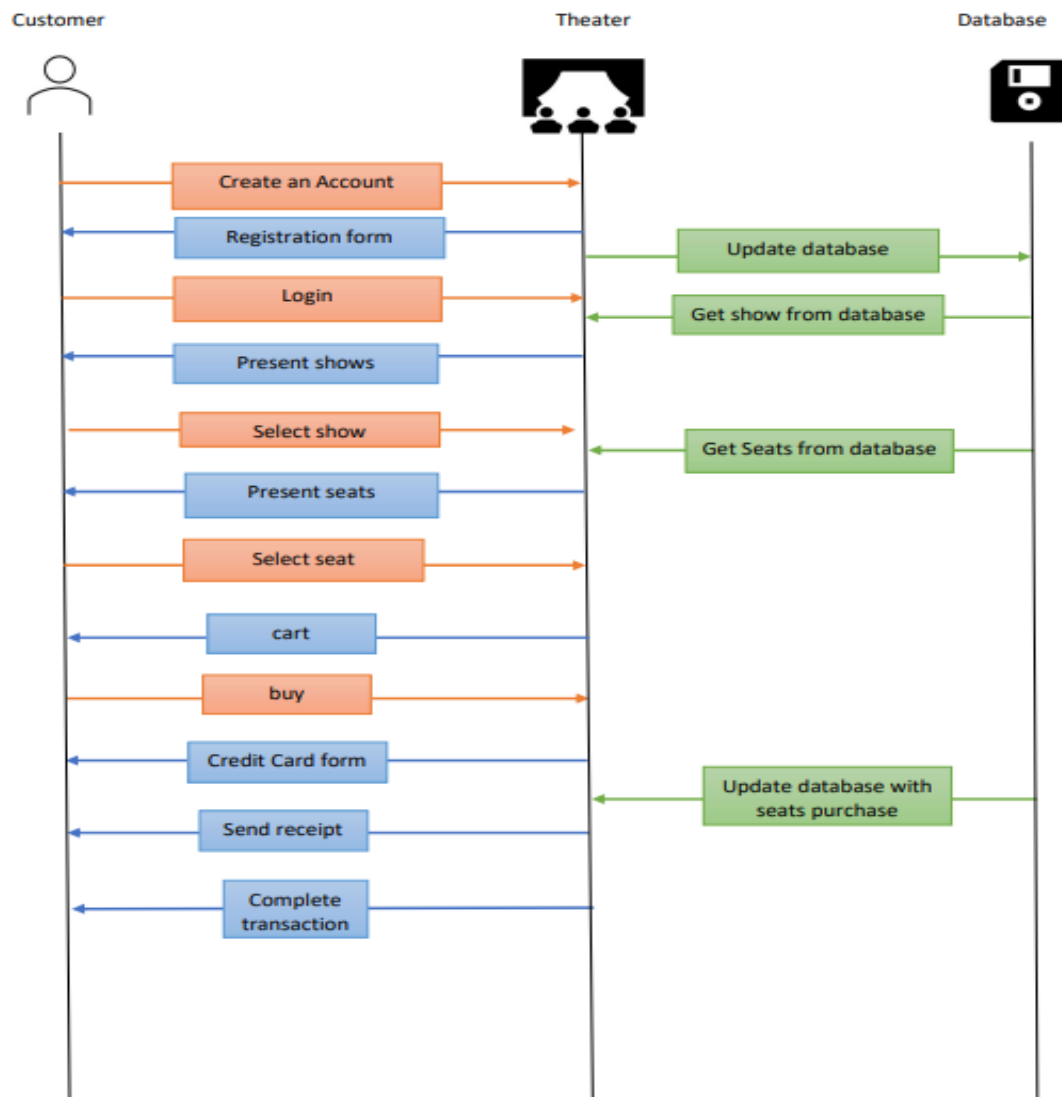 Customer
Theater
Database
Create an Account
Registration form
Update database
Login
Get show from database
Present shows
Select show
Get Seats from database
Present seats
Select seat
cart
buy
Credit Card form
Update database with
seats purchase
Send receipt
Complete
transaction